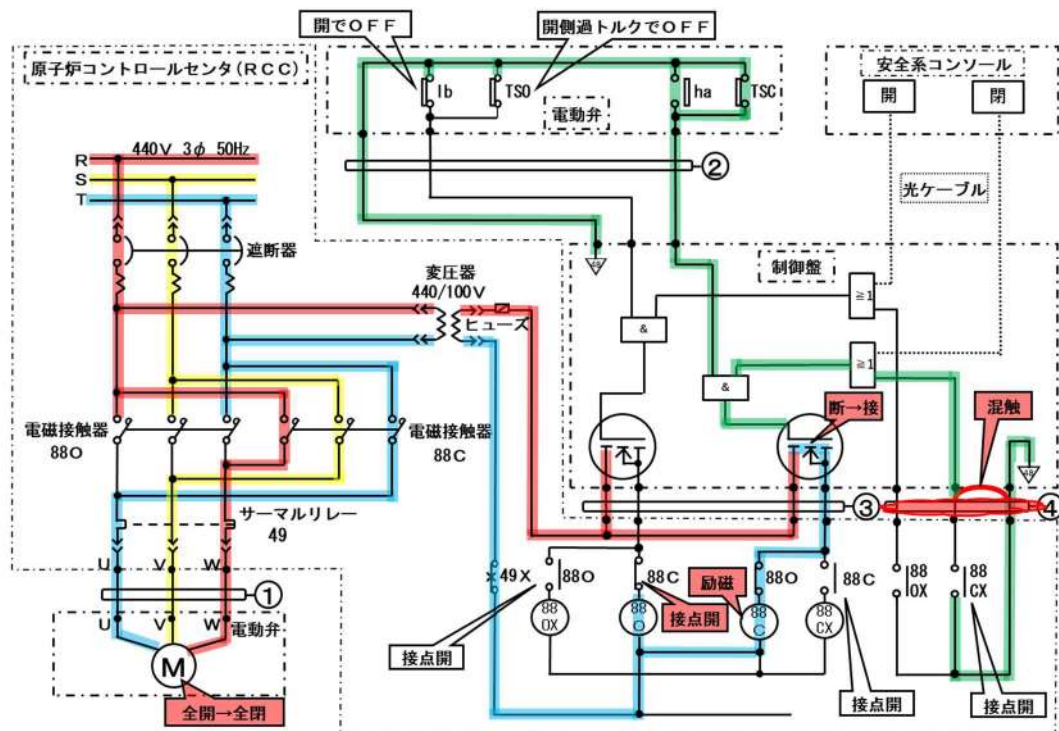 開でOFF
開側過トルクでOFF
原子炉コントロールセンタ(RCC)
安全系コンソール
開
閉
lb
TSO
ha
TSC
電動弁
②
光ケーブル
440V 3φ 50Hz
R
S
T
遮断器
変圧器
440/100V
ヒューズ
制御盤
48
≧1
≧1
&
&
断→接
混触
48
電磁接触器
88O
電磁接触器
88C
サーマルリレー
49
③
④
U
V
W
49X
88O
88C
88O
88C
88
OX
88
CX
①
励磁
88
OX
88
O
88
C
88
CX
接点開
接点開
接点開
接点開
U
V
W
電動弁
M
全開→全閉